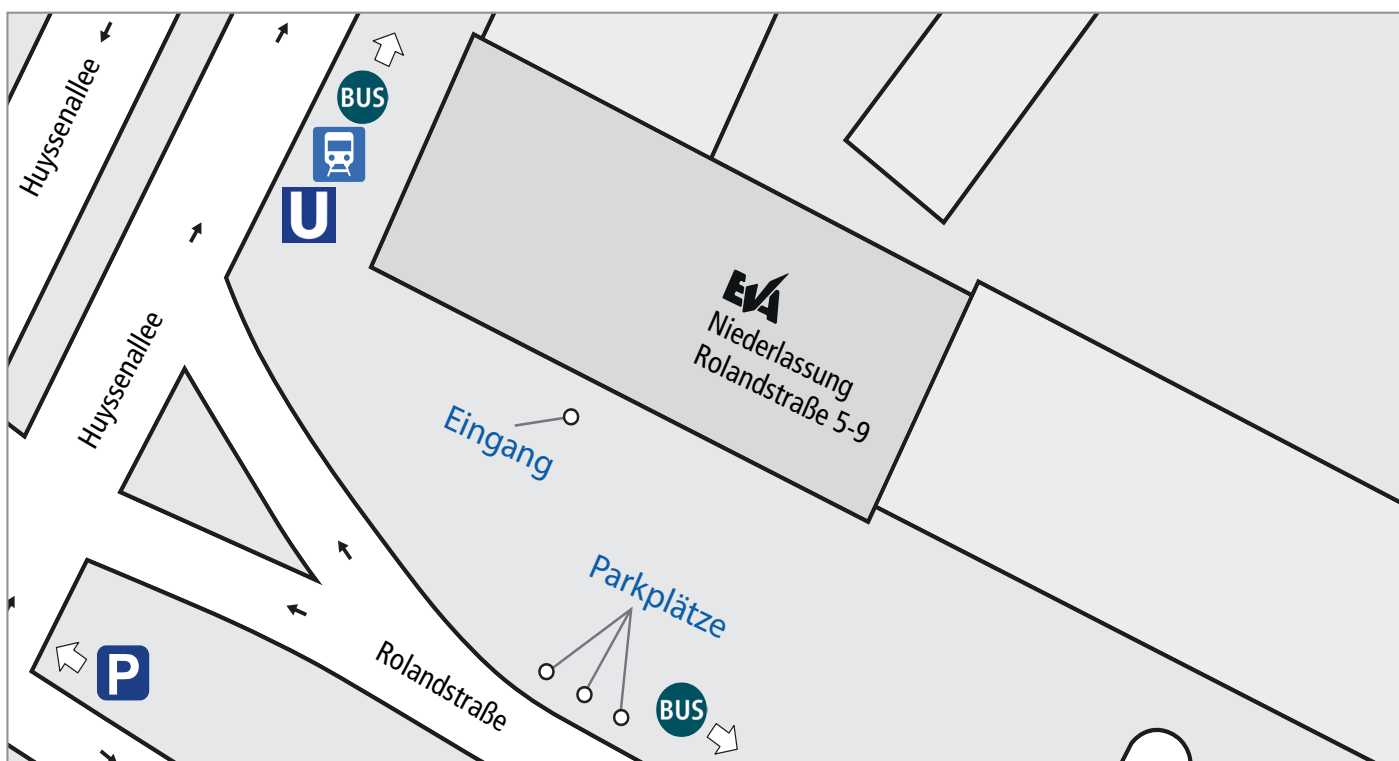 Huyssenallee
BUS
U
EVA
Niederlassung
Rolandstraße 5-9
Huyssenallee
Eingang
Parkplätze
P
Rolandstraße
BUS